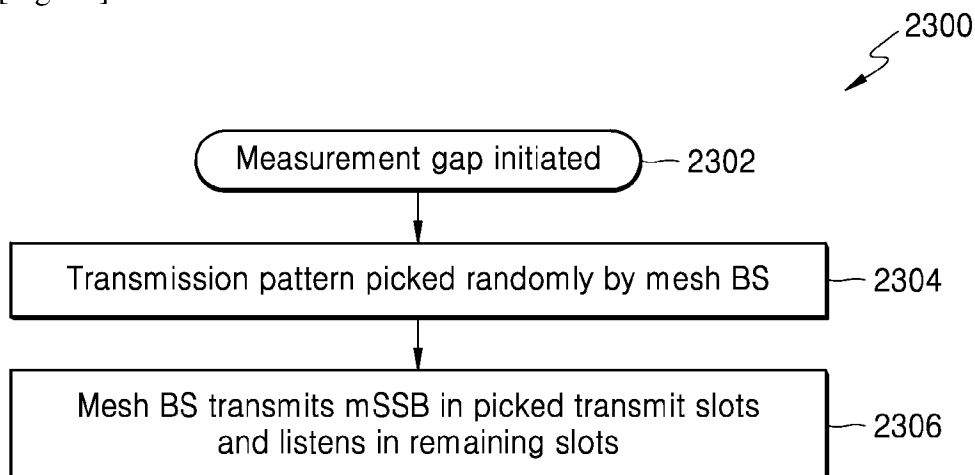 2300
Measurement gap initiated
2302
Transmission pattern picked randomly by mesh BS
2304
Mesh BS transmits mSSB in picked transmit slots
and listens in remaining slots
2306